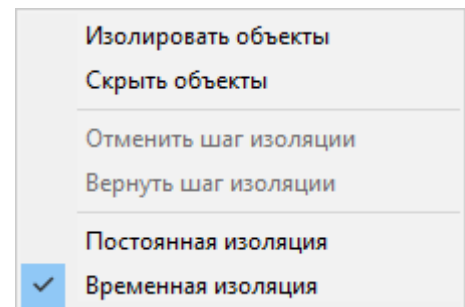 Изолировать объекты
Скрыть объекты
Отменить шаг изоляции
Вернуть шаг изоляции
Постоянная изоляция
Временная изоляция